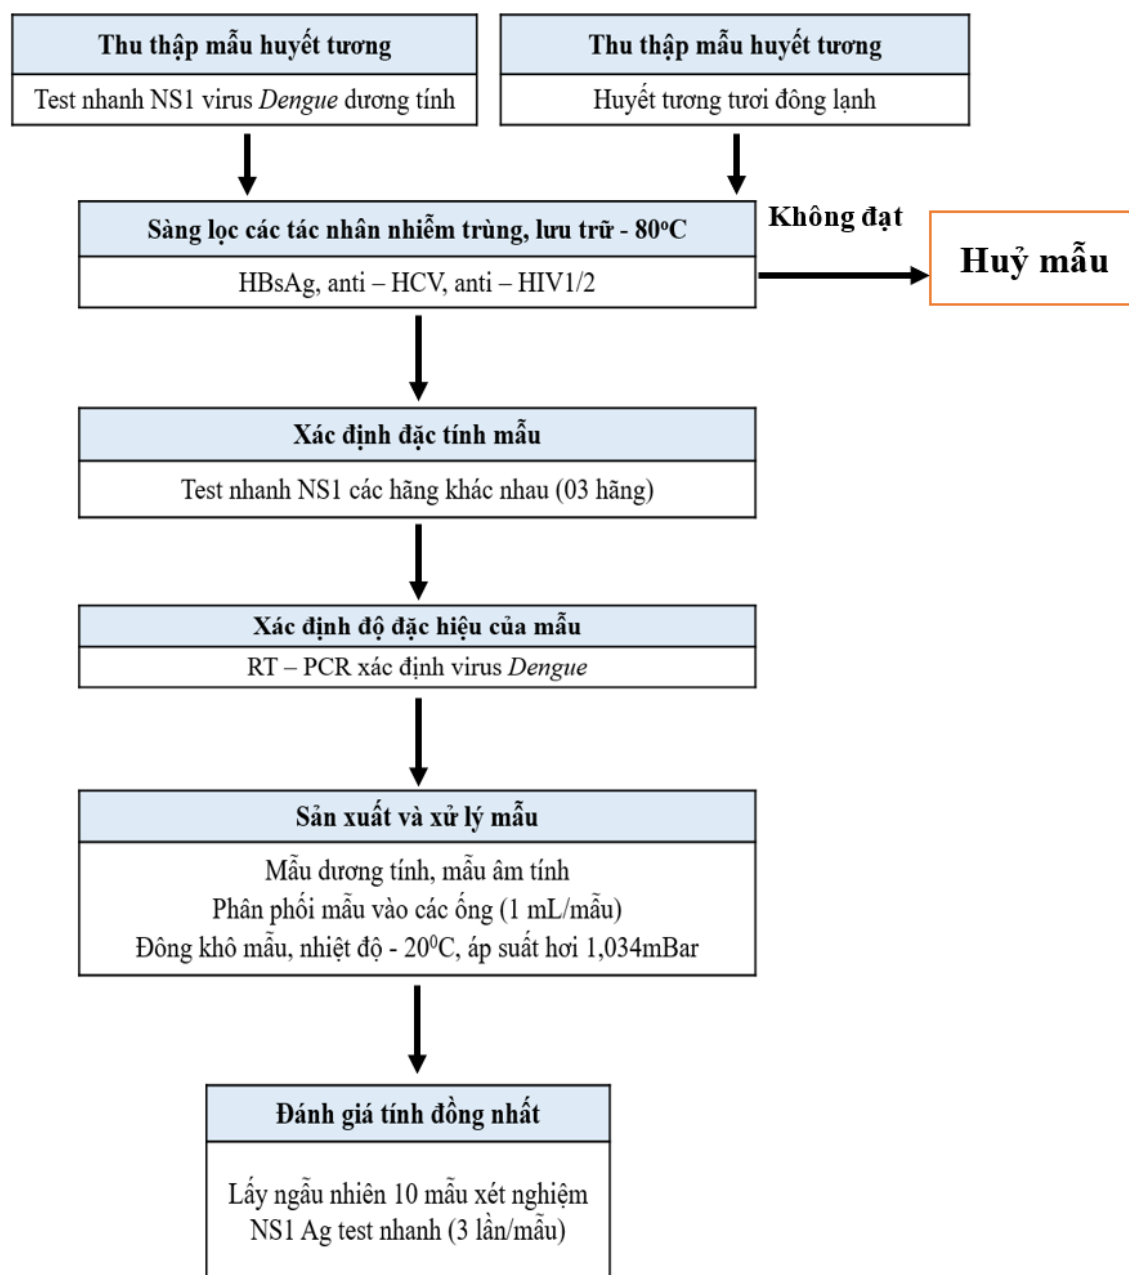 Thu thập mẫu huyết tương
Test nhanh NS1 virus Dengue dương tính
Thu thập mẫu huyết tương
Huyết tương tươi đông lạnh
Sàng lọc các tác nhân nhiễm trùng, lưu trữ - 80ºC
HBsAg, anti – HCV, anti – HIV1/2
Không đạt
Huỷ mẫu
Xác định đặc tính mẫu
Test nhanh NS1 các hãng khác nhau (03 hãng)
Xác định độ đặc hiệu của mẫu
RT – PCR xác định virus Dengue
Sản xuất và xử lý mẫu
Mẫu dương tính, mẫu âm tính
Phân phối mẫu vào các ống (1 mL/mẫu)
Đông khô mẫu, nhiệt độ - 20⁰C, áp suất hơi 1,034mBar
Đánh giá tính đồng nhất
Lấy ngẫu nhiên 10 mẫu xét nghiệm
NS1 Ag test nhanh (3 lần/mẫu)